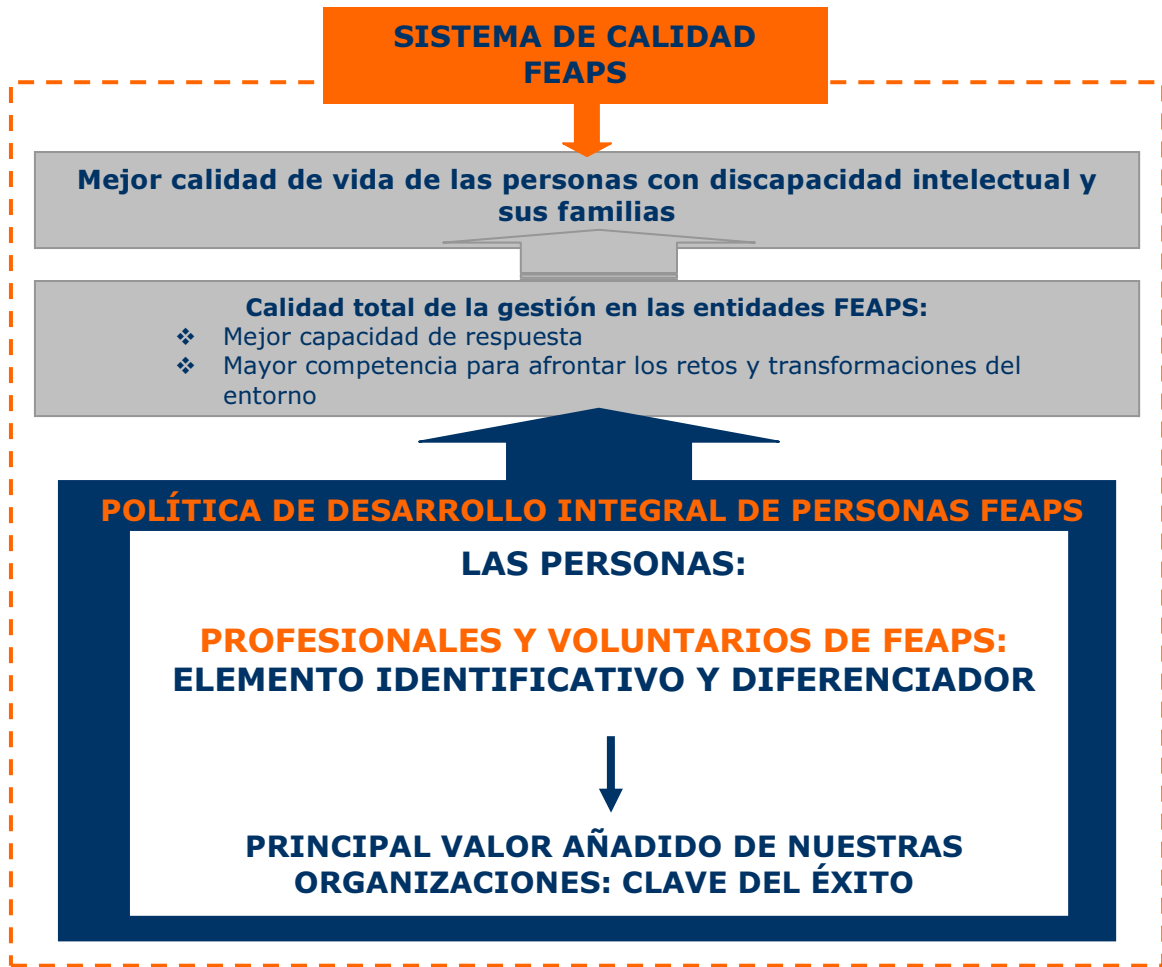 SISTEMA DE CALIDAD
FEAPS
Mejor calidad de vida de las personas con discapacidad intelectual y
sus familias
Calidad total de la gestión en las entidades FEAPS:
❖ Mejor capacidad de respuesta
❖ Mayor competencia para afrontar los retos y transformaciones del
entorno
POLÍTICA DE DESARROLLO INTEGRAL DE PERSONAS FEAPS
LAS PERSONAS:
PROFESIONALES Y VOLUNTARIOS DE FEAPS:
ELEMENTO IDENTIFICATIVO Y DIFERENCIADOR
PRINCIPAL VALOR AÑADIDO DE NUESTRAS
ORGANIZACIONES: CLAVE DEL ÉXITO